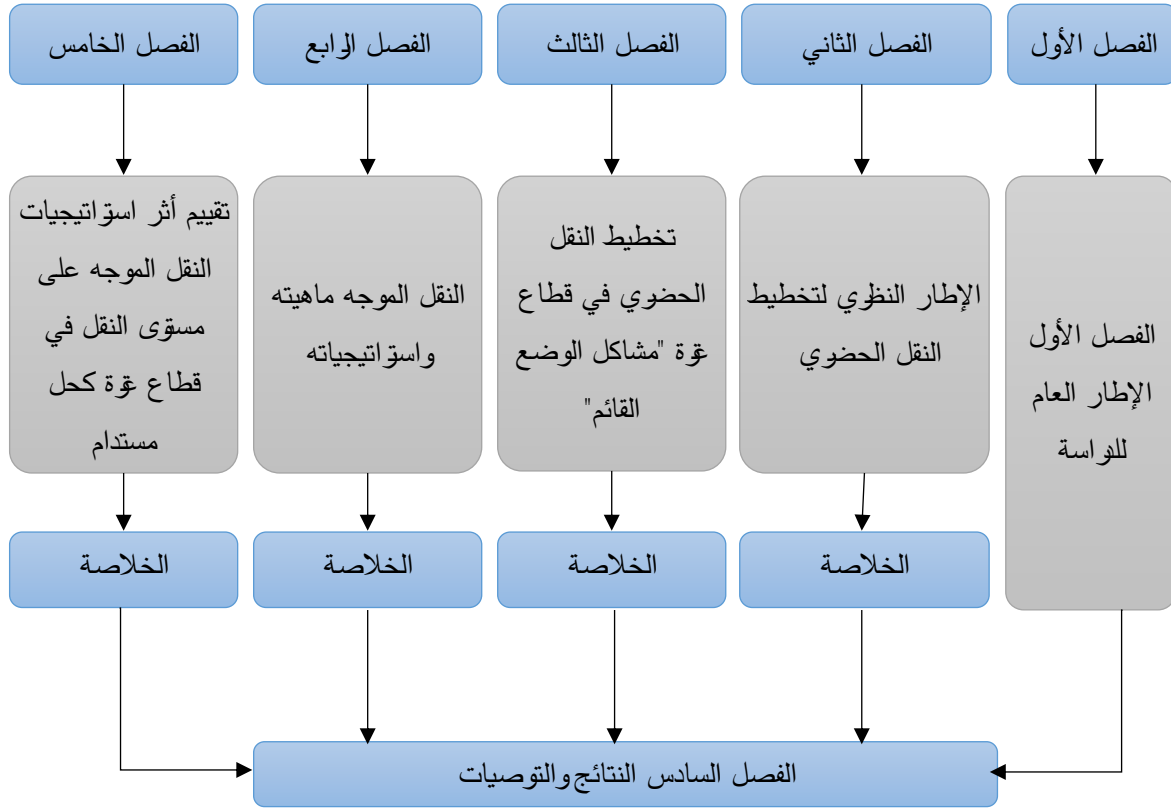 الفصل الأول
الفصل الثاني
الفصل الثالث
الفصل الرابع
الفصل الخامس
الفصل الأول
الإطار العام
للدراسة
الإطار النظري لتخطيط
النقل الحضري
تخطيط النقل
الحضري في قطاع
غزة "مشاكل الوضع
القائم"
النقل الموجه ماهيته
واستراتيجياته
تقييم أثر استراتيجيات
النقل الموجه على
مستوى النقل في
قطاع غزة كحل
مستدام
الخلاصة
الخلاصة
الخلاصة
الخلاصة
الفصل السادس النتائج والتوصيات